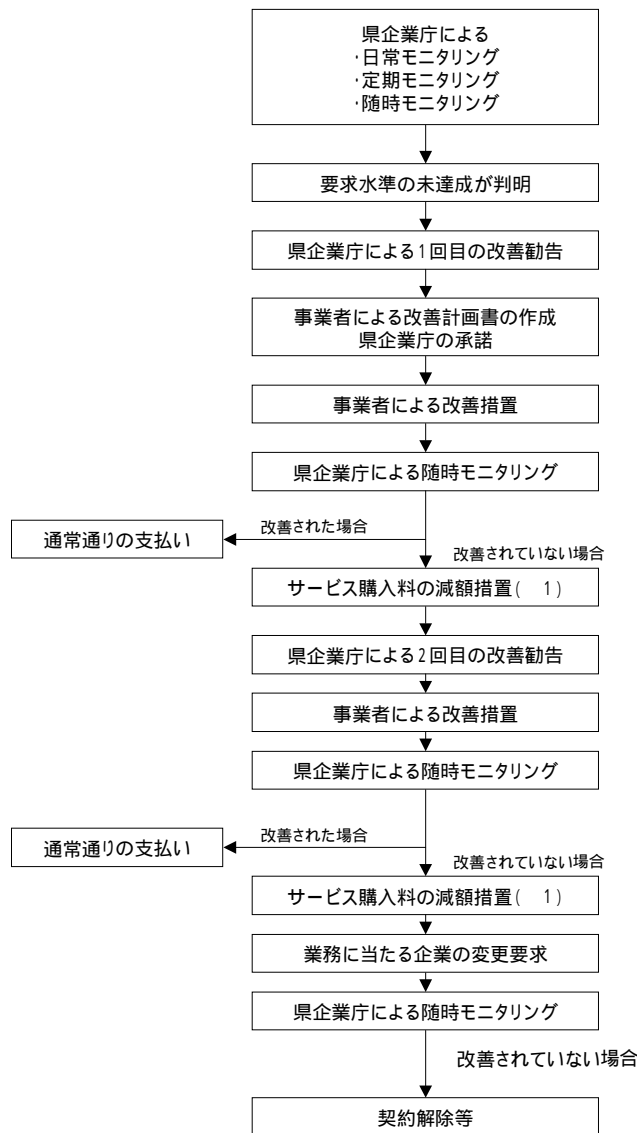 県企業庁による
・日常モニタリング
・定期モニタリング
・随時モニタリング
要求水準の未達成が判明
県企業庁による1回目の改善勧告
事業者による改善計画書の作成
県企業庁の承諾
事業者による改善措置
県企業庁による随時モニタリング
改善された場合
通常通りの支払い
改善されていない場合
サービス購入料の減額措置( 1)
県企業庁による2回目の改善勧告
事業者による改善措置
県企業庁による随時モニタリング
改善された場合
通常通りの支払い
改善されていない場合
サービス購入料の減額措置( 1)
業務に当たる企業の変更要求
県企業庁による随時モニタリング
改善されていない場合
契約解除等